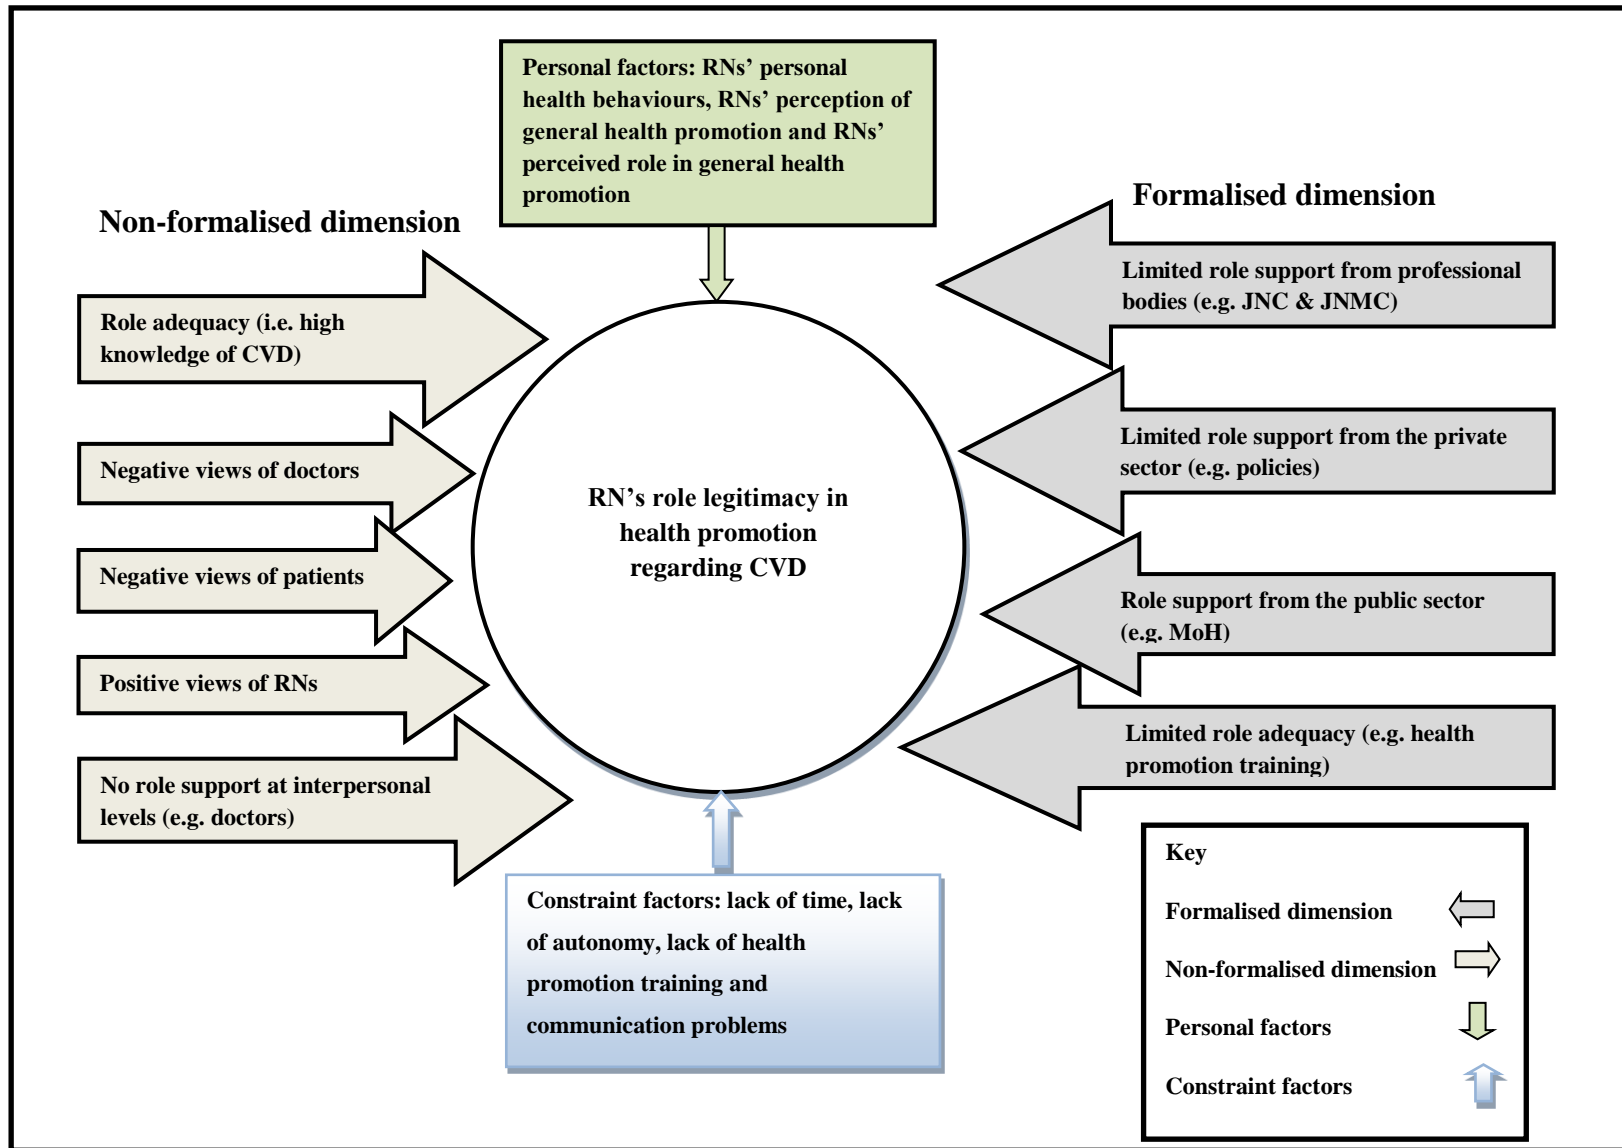 Personal factors: RNs’ personal
health behaviours, RNs’ perception of
general health promotion and RNs’
perceived role in general health
promotion
Non-formalised dimension
Role adequacy (i.e. high
knowledge of CVD)
Negative views of doctors
Negative views of patients
Positive views of RNs
No role support at interpersonal
levels (e.g. doctors)
RN’s role legitimacy in
health promotion
regarding CVD
Formalised dimension
Limited role support from professional
bodies (e.g. JNC & JNMC)
Limited role support from the private
sector (e.g. policies)
Role support from the public sector
(e.g. MoH)
Limited role adequacy (e.g. health
promotion training)
Constraint factors: lack of time, lack
of autonomy, lack of health
promotion training and
communication problems
Key
Formalised dimension
Non-formalised dimension
Personal factors
Constraint factors